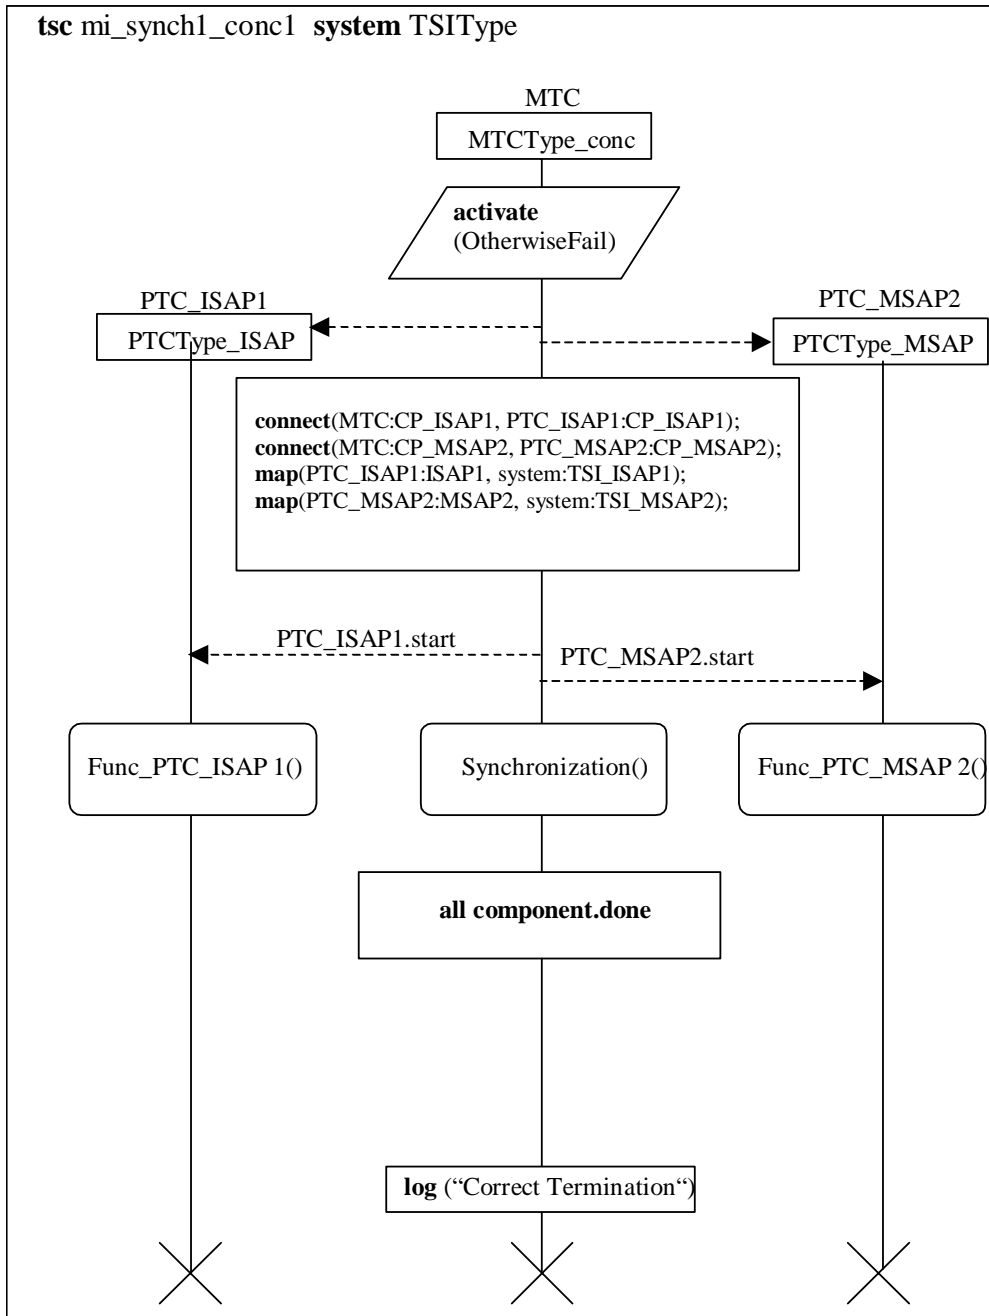 tsc mi_synch1_conc1 system TSIType
MTC
MTCType_conc
activate
(OtherwiseFail)
PTC_ISAP1
PTCType_ISAP
PTC_MSAP2
PTCType_MSAP
connect(MTC:CP_ISAP1, PTC_ISAP1:CP_ISAP1);
connect(MTC:CP_MSAP2, PTC_MSAP2:CP_MSAP2);
map(PTC_ISAP1:ISAP1, system:TSI_ISAP1);
map(PTC_MSAP2:MSAP2, system:TSI_MSAP2);
PTC_ISAP1.start
PTC_MSAP2.start
Func_PTC_ISAP 1()
Synchronization()
Func_PTC_MSAP 2()
all component.done
log (“Correct Termination“)